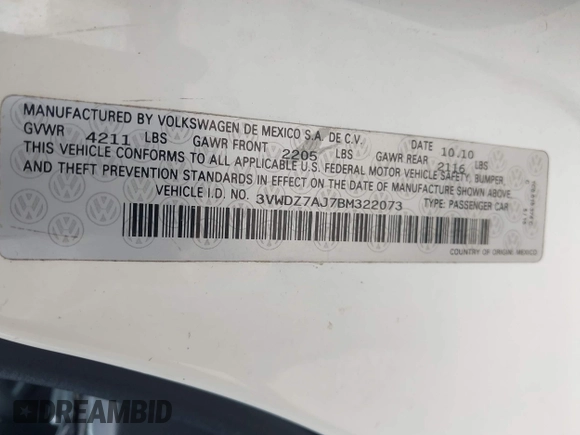 MANUFACTURED BY VOLKSWAGEN DE MEXICO S.A. DE C.V. DATE 10.10
GVWR 4211 LBS GAWR FRONT 2205 LBS GAWR REAR 2116 LBS
THIS VEHICLE CONFORMS TO ALL APPLICABLE U.S. FEDERAL MOTOR VEHICLE SAFETY, BUMPER,
AND THEFT PREVENTION STANDARDS IN EFFECT ON THE DATE OF MANUFACTURE SHOWN ABOVE.
VEHICLE I.D. NO. 3VWDZ7AJ7BM322073 TYPE: PASSENGER CAR
COUNTRY OF ORIGIN: MEXICO
DREAMBID